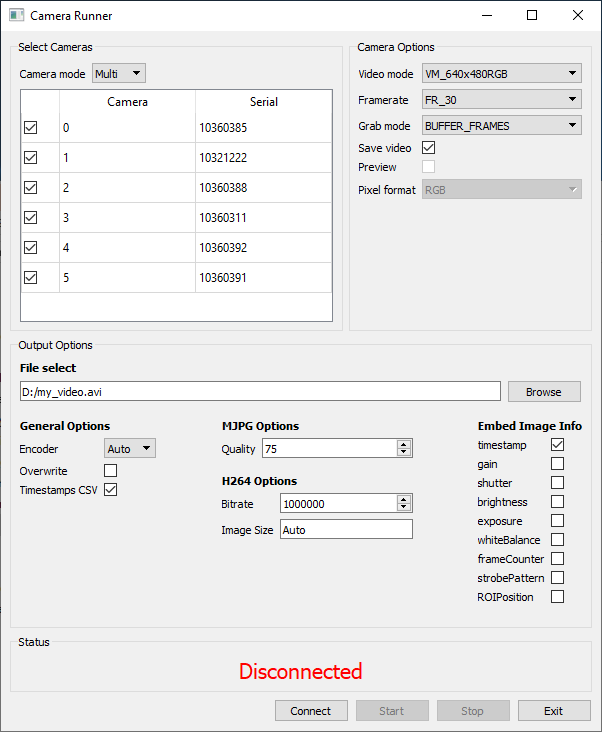 Camera Runner
Select Cameras
Camera mode Multi
Camera Serial
0 10360385
1 10321222
2 10360388
3 10360311
4 10360392
5 10360391
Camera Options
Video mode VM_640x480RGB
Framerate FR_30
Grab mode BUFFER_FRAMES
Save video
Preview
Pixel format RGB
Output Options
File select
D:/my_video.avi Browse
General Options
Encoder Auto
Overwrite
Timestamps CSV
MJPG Options
Quality 75
H264 Options
Bitrate 1000000
Image Size Auto
Embed Image Info
timestamp
gain
shutter
brightness
exposure
whiteBalance
frameCounter
strobePattern
ROIPosition
Status
Disconnected
Connect Start Stop Exit